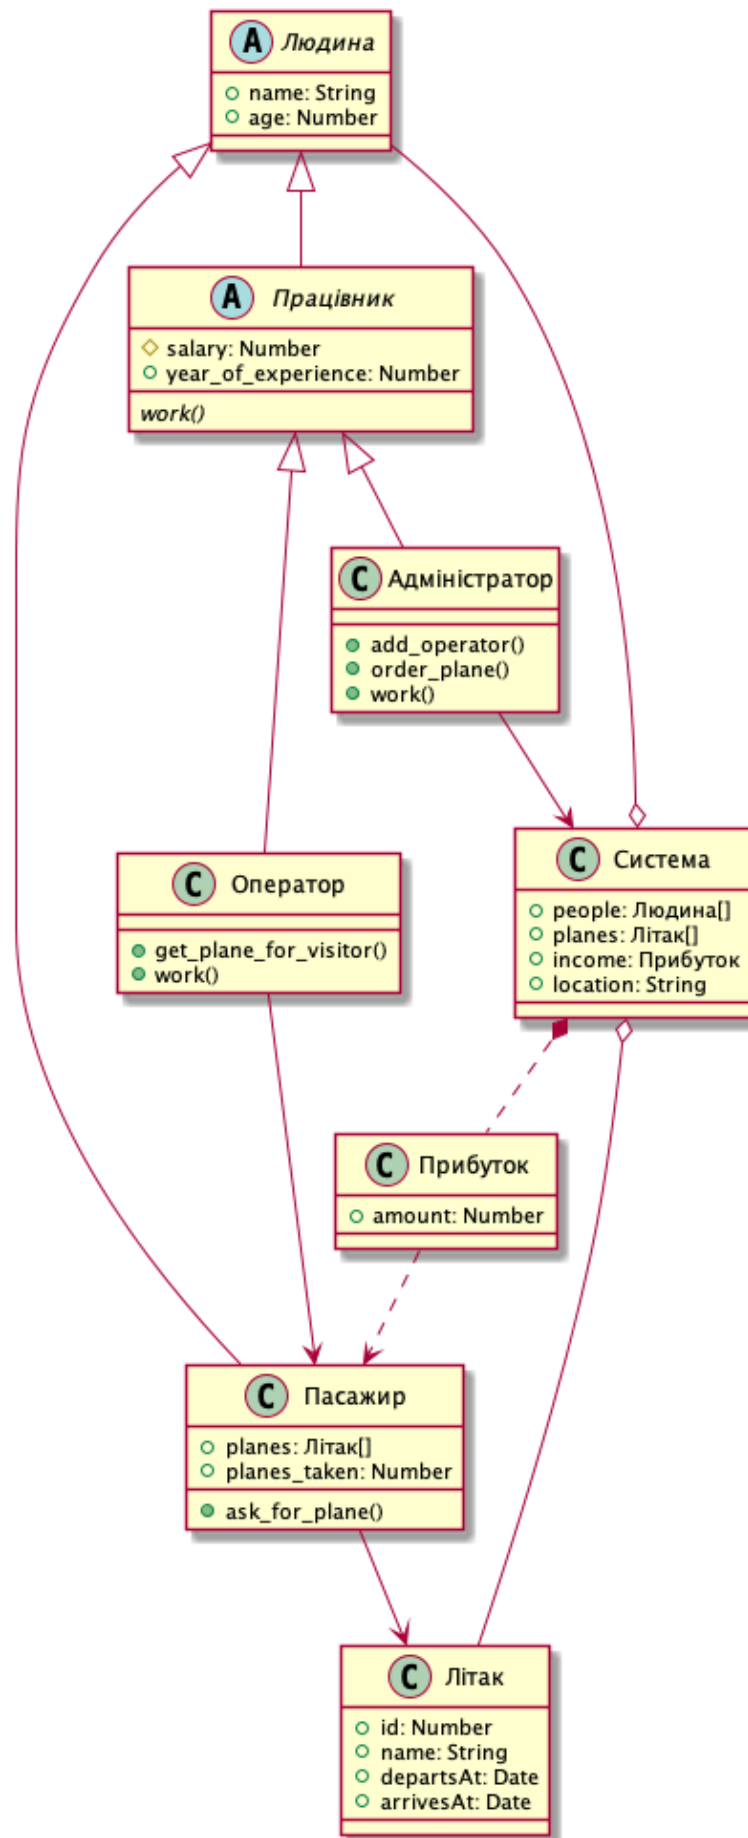 A Людина
name: String
age: Number
A Працівник
salary: Number
year_of_experience: Number
work()
C Адміністратор
add_operator()
order_plane()
work()
C Оператор
get_plane_for_visitor()
work()
C Система
people: Людина[]
planes: Літак[]
income: Прибуток
location: String
C Прибуток
amount: Number
C Пасажир
planes: Літак[]
planes_taken: Number
ask_for_plane()
C Літак
id: Number
name: String
departsAt: Date
arrivesAt: Date